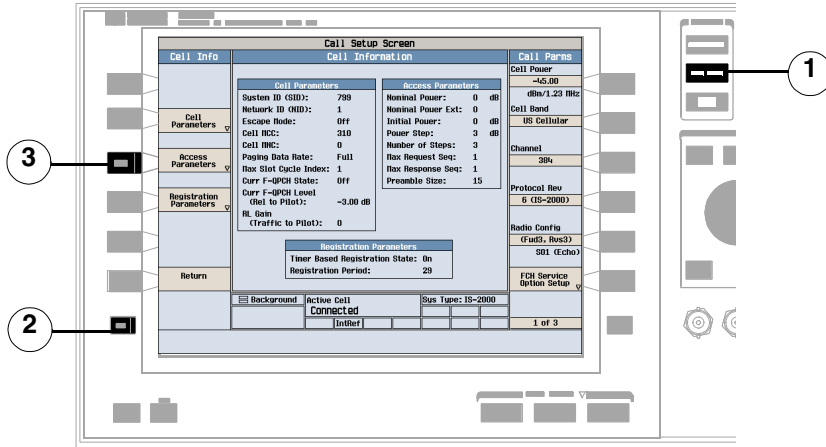 Call Setup Screen
Cell Info
Cell Information
Call Parms
Cell Parameters
System ID (SID): 799
Network ID (NID): 1
Escape Mode: Off
Cell MCC: 310
Cell MNC: 0
Paging Data Rate: Full
Max Slot Cycle Index: 1
Curr F-QPCH State: Off
Curr F-QPCH Level
(Rel to Pilot): -3.00 dB
RL Gain
(Traffic to Pilot): 0
Access Parameters
Nominal Power: 0 dB
Nominal Power Ext: 0
Initial Power: 0 dB
Power Step: 3 dB
Number of Steps: 3
Max Request Seq: 1
Max Response Seq: 1
Preamble Size: 15
Registration Parameters
Timer Based Registration State: On
Registration Period: 29
Cell
Parameters
Access
Parameters
Registration
Parameters
Return
Cell Power
-45.00
dBm/1.23 MHz
Cell Band
US Cellular
Channel
384
Protocol Rev
6 (IS-2000)
Radio Config
(Fwd3, Rvs3)
SO1 (Echo)
FCH Service
Option Setup
1 of 3
Background
Active Cell
Connected
Sys Type: IS-2000
IntRef
1
3
2